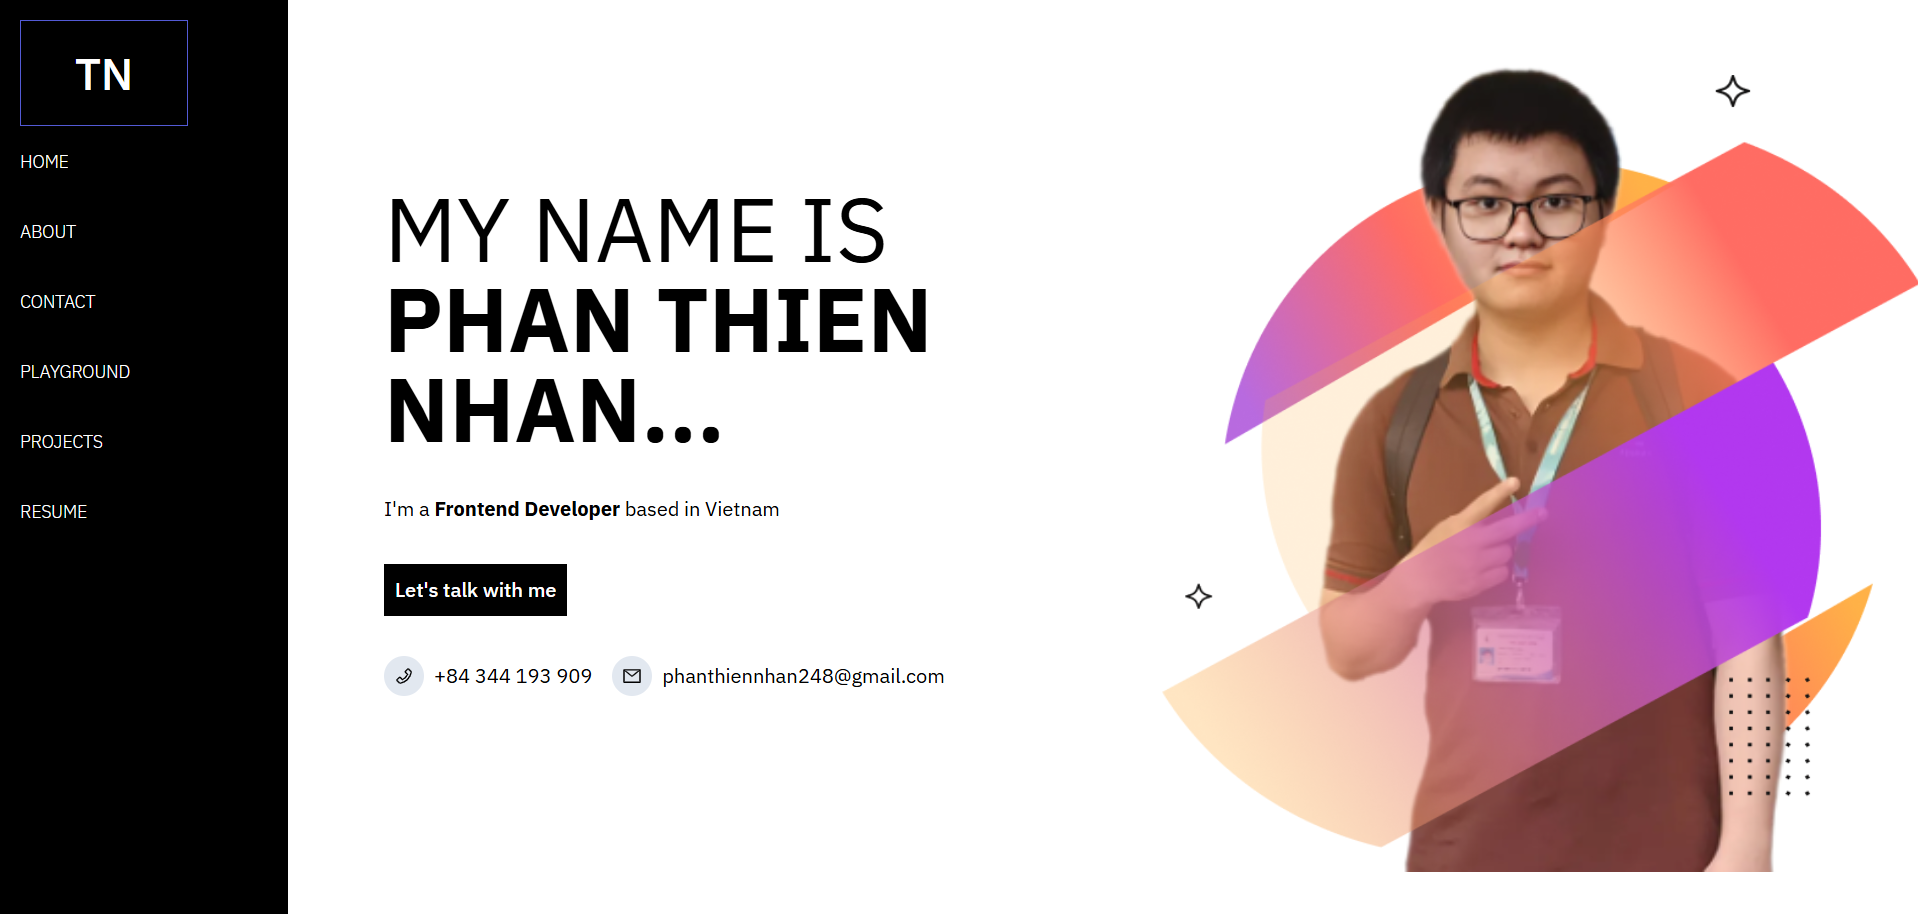 TN
HOME
ABOUT
CONTACT
PLAYGROUND
PROJECTS
RESUME
MY NAME IS
PHAN THIEN
NHAN...
I'm a Frontend Developer based in Vietnam
Let's talk with me
+84 344 193 909
phanthiennhan248@gmail.com